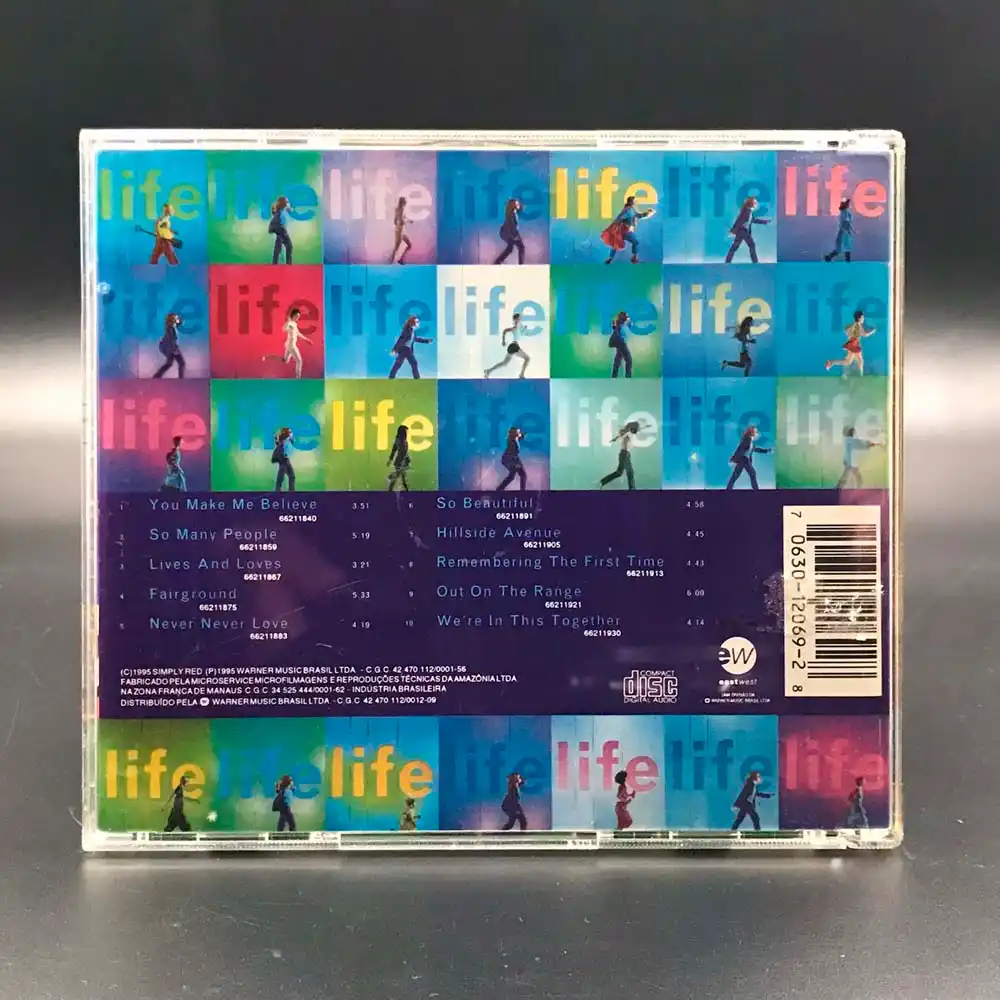 life life life life life life life
life life life life life life life
life life life life life life life
1 You Make Me Believe 3.51
66211840
2 So Many People 5.19
66211859
3 Lives And Loves 3.21
66211867
4 Fairground 5.33
66211875
5 Never Never Love 4.19
66211883
6 So Beautiful 4.58
66211891
7 Hillside Avenue 4.45
66211905
8 Remembering The First Time 4.43
66211913
9 Out On The Range 6.00
66211921
10 We're In This Together 4.14
66211930
(C)1995 SIMPLY RED (P)1995 WARNER MUSIC BRASIL LTDA - C.G.C 42 470 112/0001-56
FABRICADO PELA MICROSERVICE MICROFILMAGENS E REPRODUÇÕES TÉCNICAS DA AMAZÔNIA LTDA
NA ZONA FRANCA DE MANAUS C.G.C 34 525 444/0001-62 - INDÚSTRIA BRASILEIRA
DISTRIBUÍDO PELA WARNER MUSIC BRASIL LTDA - C.G.C. 42 470 112/0012-09
COMPACT
disc
DIGITAL AUDIO
ew
eastwest
UMA DIVISÃO DA
WARNER MUSIC BRASIL LTDA
7 0630-12069-2 8
life life life life life life life